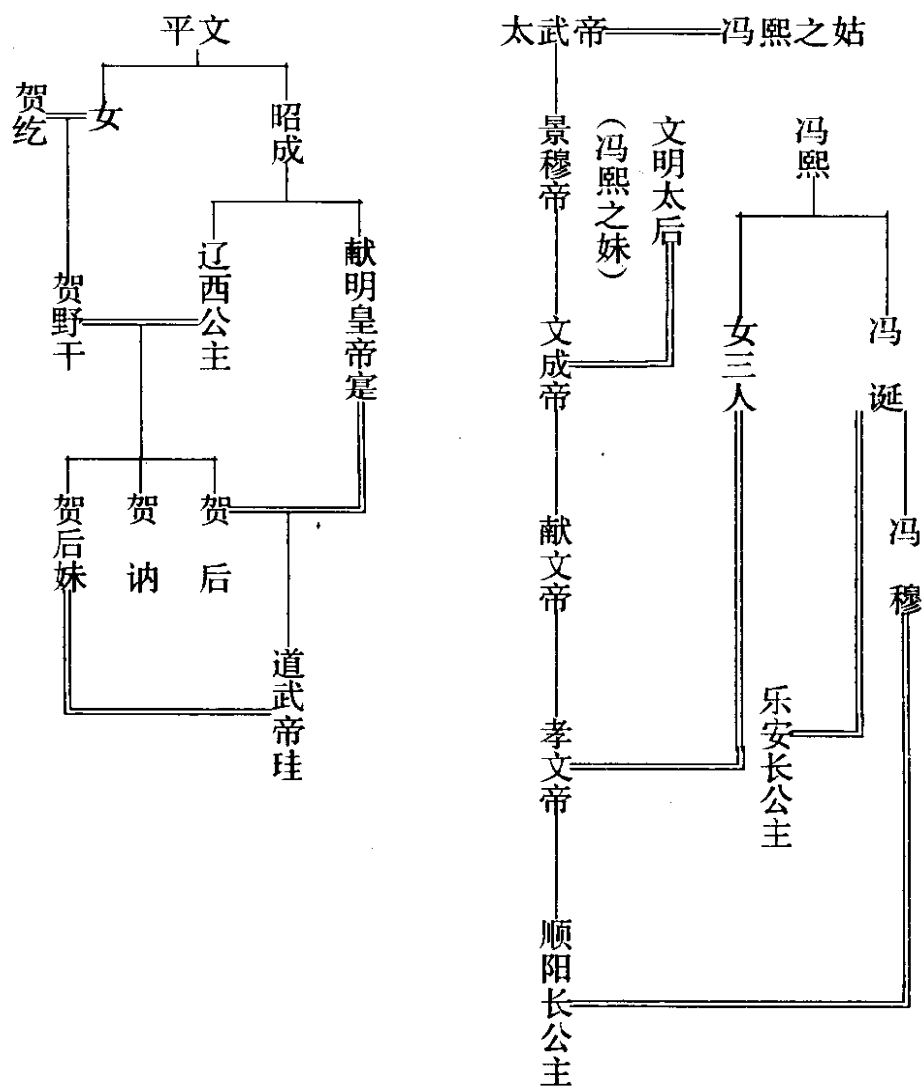 平文
贺纥
女
昭成
贺野干
辽西公主
献明皇帝寔
贺后妹
贺讷
贺后
道武帝珪
太武帝
冯熙之姑
景穆帝
(冯熙之妹)
文明太后
冯熙
文成帝
女三人
冯诞
献文帝
冯穆
孝文帝
乐安长公主
顺阳长公主